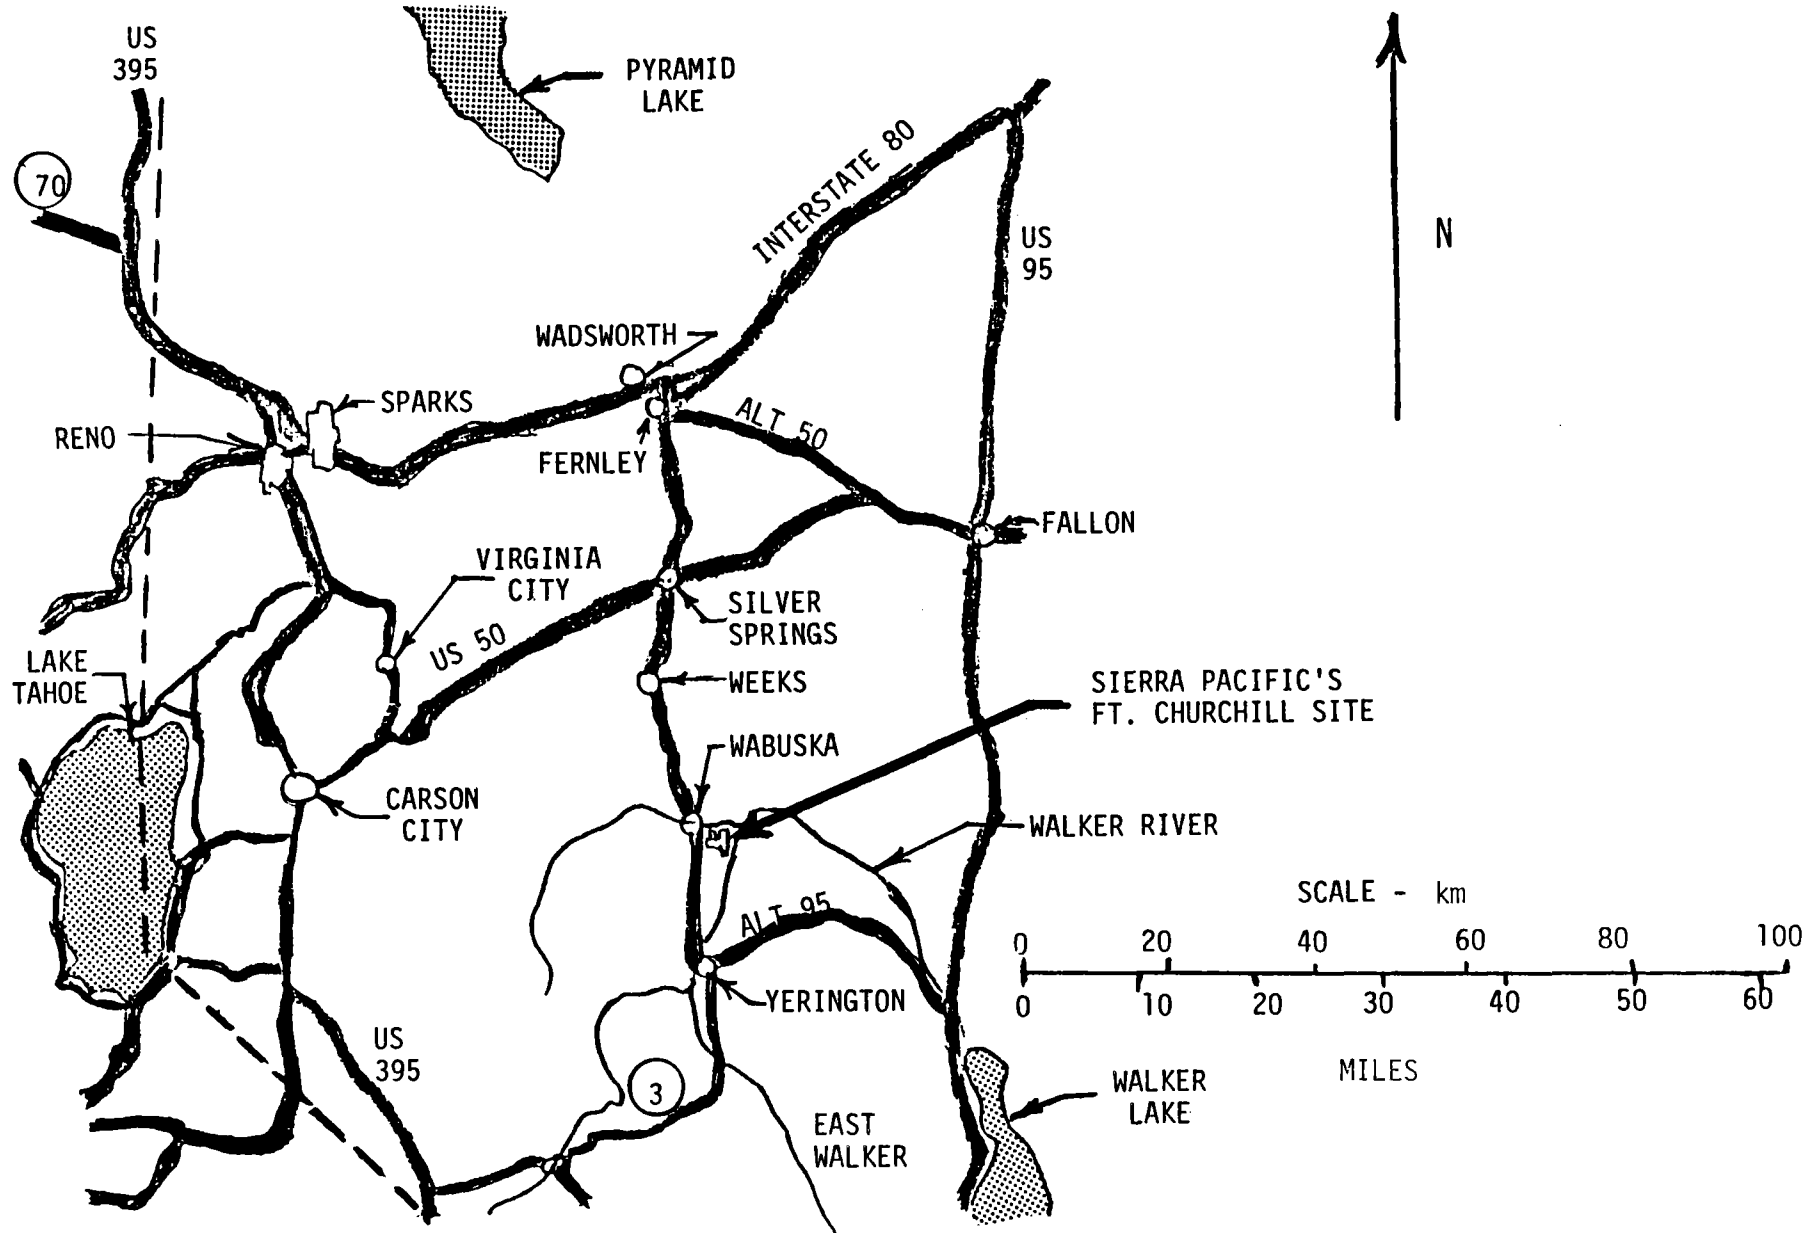 US
395
PYRAMID
LAKE
70
INTERSTATE 80
US
95
N
WADSWORTH
SPARKS
RENO
ALT 50
FERNLEY
FALLON
VIRGINIA
CITY
SILVER
SPRINGS
US 50
LAKE
TAHOE
WEEKS
SIERRA PACIFIC'S
FT. CHURCHILL SITE
WABUSKA
CARSON
CITY
WALKER RIVER
SCALE - km
ALT 95
0 20 40 60 80 100
0 10 20 30 40 50 60
MILES
YERINGTON
US
395
3
WALKER
LAKE
EAST
WALKER